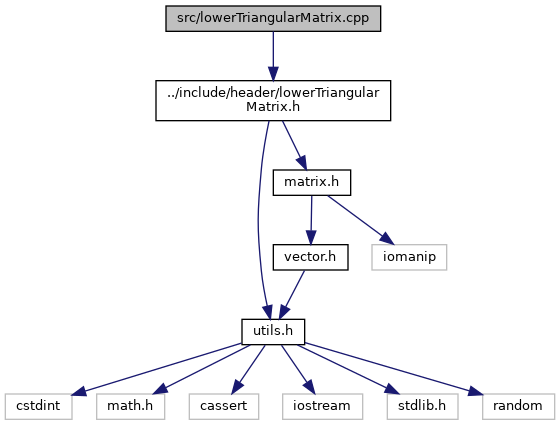 src/lowerTriangularMatrix.cpp
../include/header/lowerTriangular
Matrix.h
matrix.h
vector.h
iomanip
utils.h
cstdint
math.h
cassert
iostream
stdlib.h
random